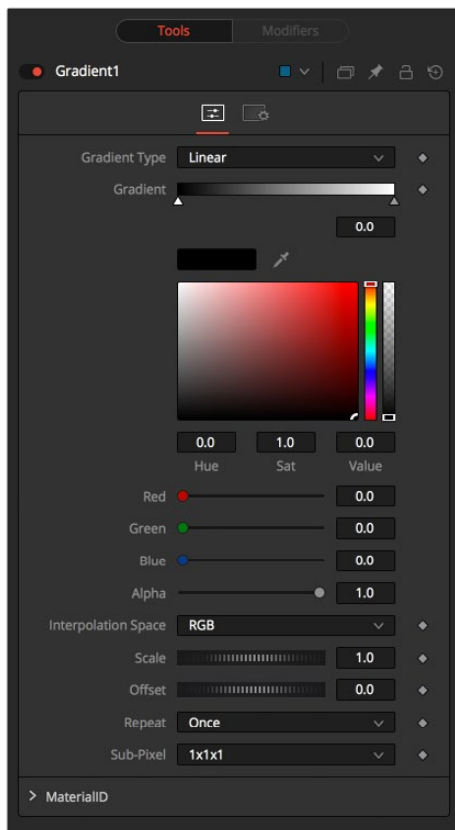 Tools Modifiers
Gradient1
Gradient Type Linear
Gradient
0.0
0.0 1.0 0.0
Hue Sat Value
Red 0.0
Green 0.0
Blue 0.0
Alpha 1.0
Interpolation Space RGB
Scale 1.0
Offset 0.0
Repeat Once
Sub-Pixel 1x1x1
MaterialID